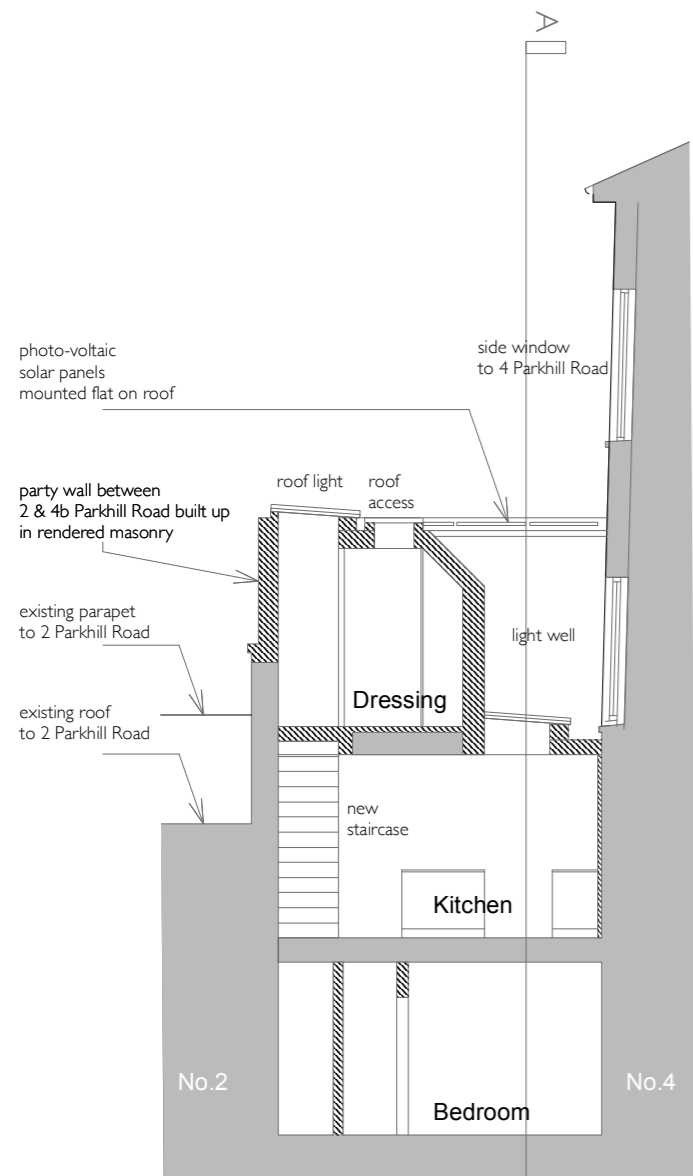 A
photo-voltaic
solar panels
mounted flat on roof
side window
to 4 Parkhill Road
roof light
roof
access
party wall between
2 & 4b Parkhill Road built up
in rendered masonry
existing parapet
to 2 Parkhill Road
light well
Dressing
existing roof
to 2 Parkhill Road
new
staircase
Kitchen
No.2
No.4
Bedroom